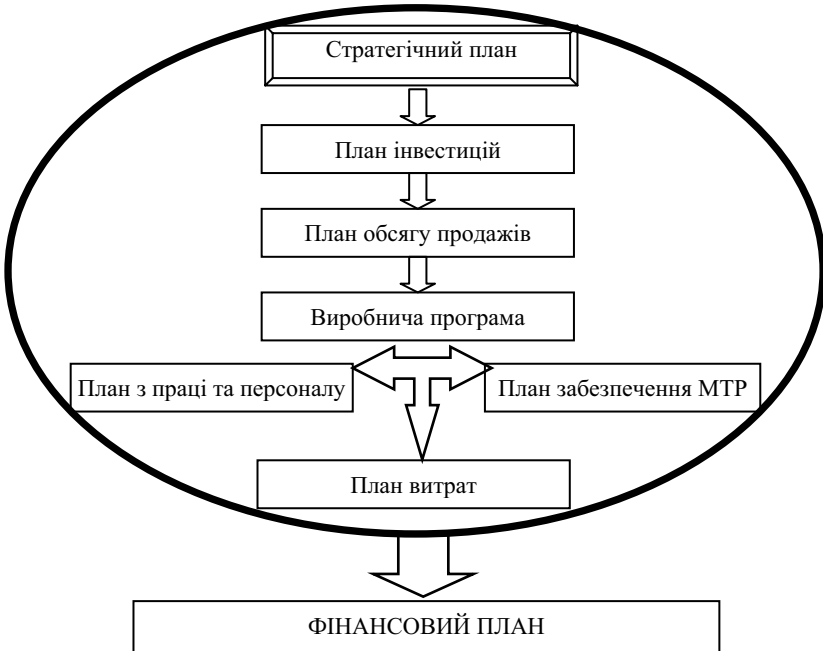 Стратегічний план
План інвестицій
План обсягу продажів
Виробнича програма
План з праці та персоналу
План забезпечення МТР
План витрат
ФІНАНСОВИЙ ПЛАН